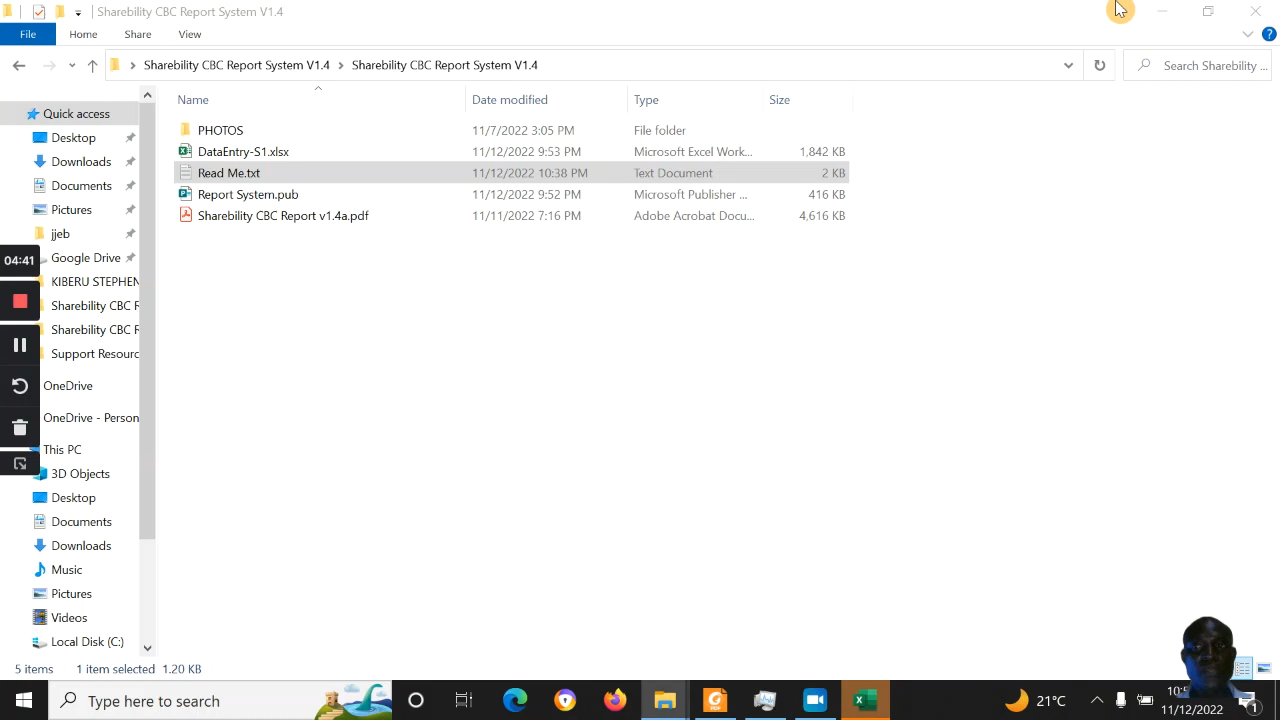 Sharebility CBC Report System V1.4
File Home Share View
Sharebility CBC Report System V1.4 Sharebility CBC Report System V1.4 Search Sharebility ...
Name Date modified Type Size
Quick access
Desktop
Downloads
Documents
Pictures
jjeb
Google Drive
KIBERU STEPHEN
Sharebility CBC R
Sharebility CBC R
Support Resourc
OneDrive
OneDrive - Person
This PC
3D Objects
Desktop
Documents
Downloads
Music
Pictures
Videos
Local Disk (C:)
PHOTOS 11/7/2022 3:05 PM File folder
DataEntry-S1.xlsx 11/12/2022 9:53 PM Microsoft Excel Work... 1,842 KB
Read Me.txt 11/12/2022 10:38 PM Text Document 2 KB
Report System.pub 11/12/2022 9:52 PM Microsoft Publisher ... 416 KB
Sharebility CBC Report v1.4a.pdf 11/11/2022 7:16 PM Adobe Acrobat Docu... 4,616 KB
04:41
5 items 1 item selected 1.20 KB
Type here to search
21°C
11/12/2022
1